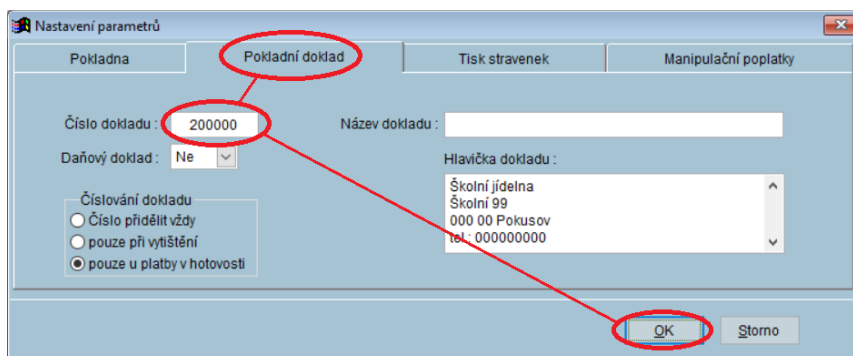 Nastavení parametrů
Pokladna
Pokladní doklad
Tisk stravenek
Manipulační poplatky
Číslo dokladu : 200000
Název dokladu :
Daňový doklad : Ne
Hlavička dokladu :
Školní jídelna
Školní 99
000 00 Pokusov
tel.: 000000000
Číslování dokladu
Číslo přidělit vždy
pouze při vytištění
pouze u platby v hotovosti
OK
Storno